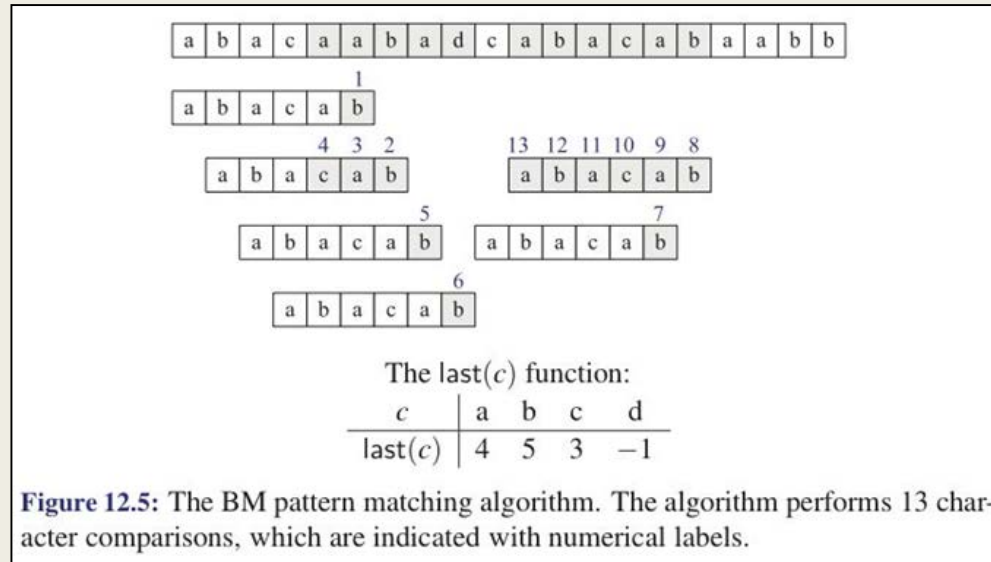 a b a c a a b a d c a b a c a b a a b b
1
a b a c a b
4 3 2 13 12 11 10 9 8
a b a c a b a b a c a b
5 7
a b a c a b a b a c a b
6
a b a c a b
The last(c) function:
c a b c d
last(c) 4 5 3 −1
Figure 12.5: The BM pattern matching algorithm. The algorithm performs 13 char-
acter comparisons, which are indicated with numerical labels.